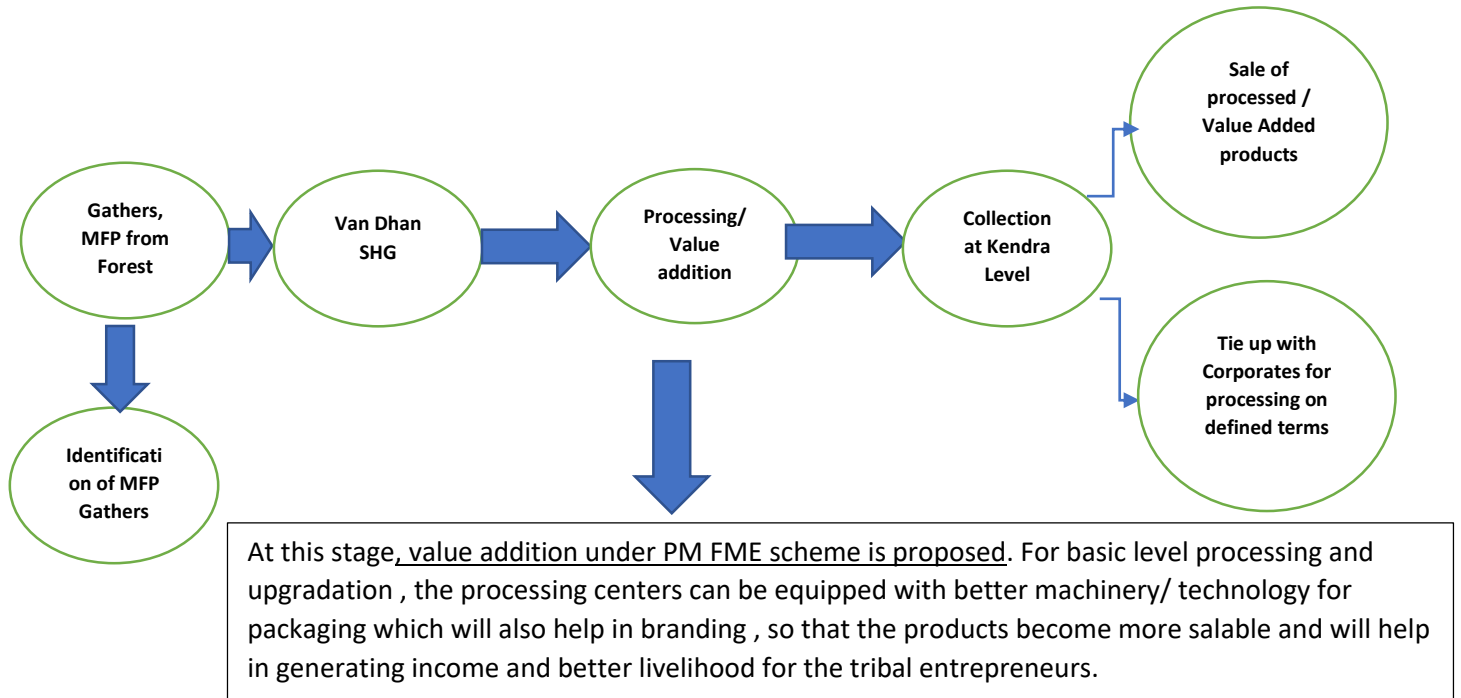 Gathers,
MFP from
Forest
Van Dhan
SHG
Processing/
Value
addition
Collection
at Kendra
Level
Sale of
processed /
Value Added
products
Tie up with
Corporates for
processing on
defined terms
Identificati
on of MFP
Gathers
At this stage, value addition under PM FME scheme is proposed. For basic level processing and
upgradation , the processing centers can be equipped with better machinery/ technology for
packaging which will also help in branding , so that the products become more salable and will help
in generating income and better livelihood for the tribal entrepreneurs.